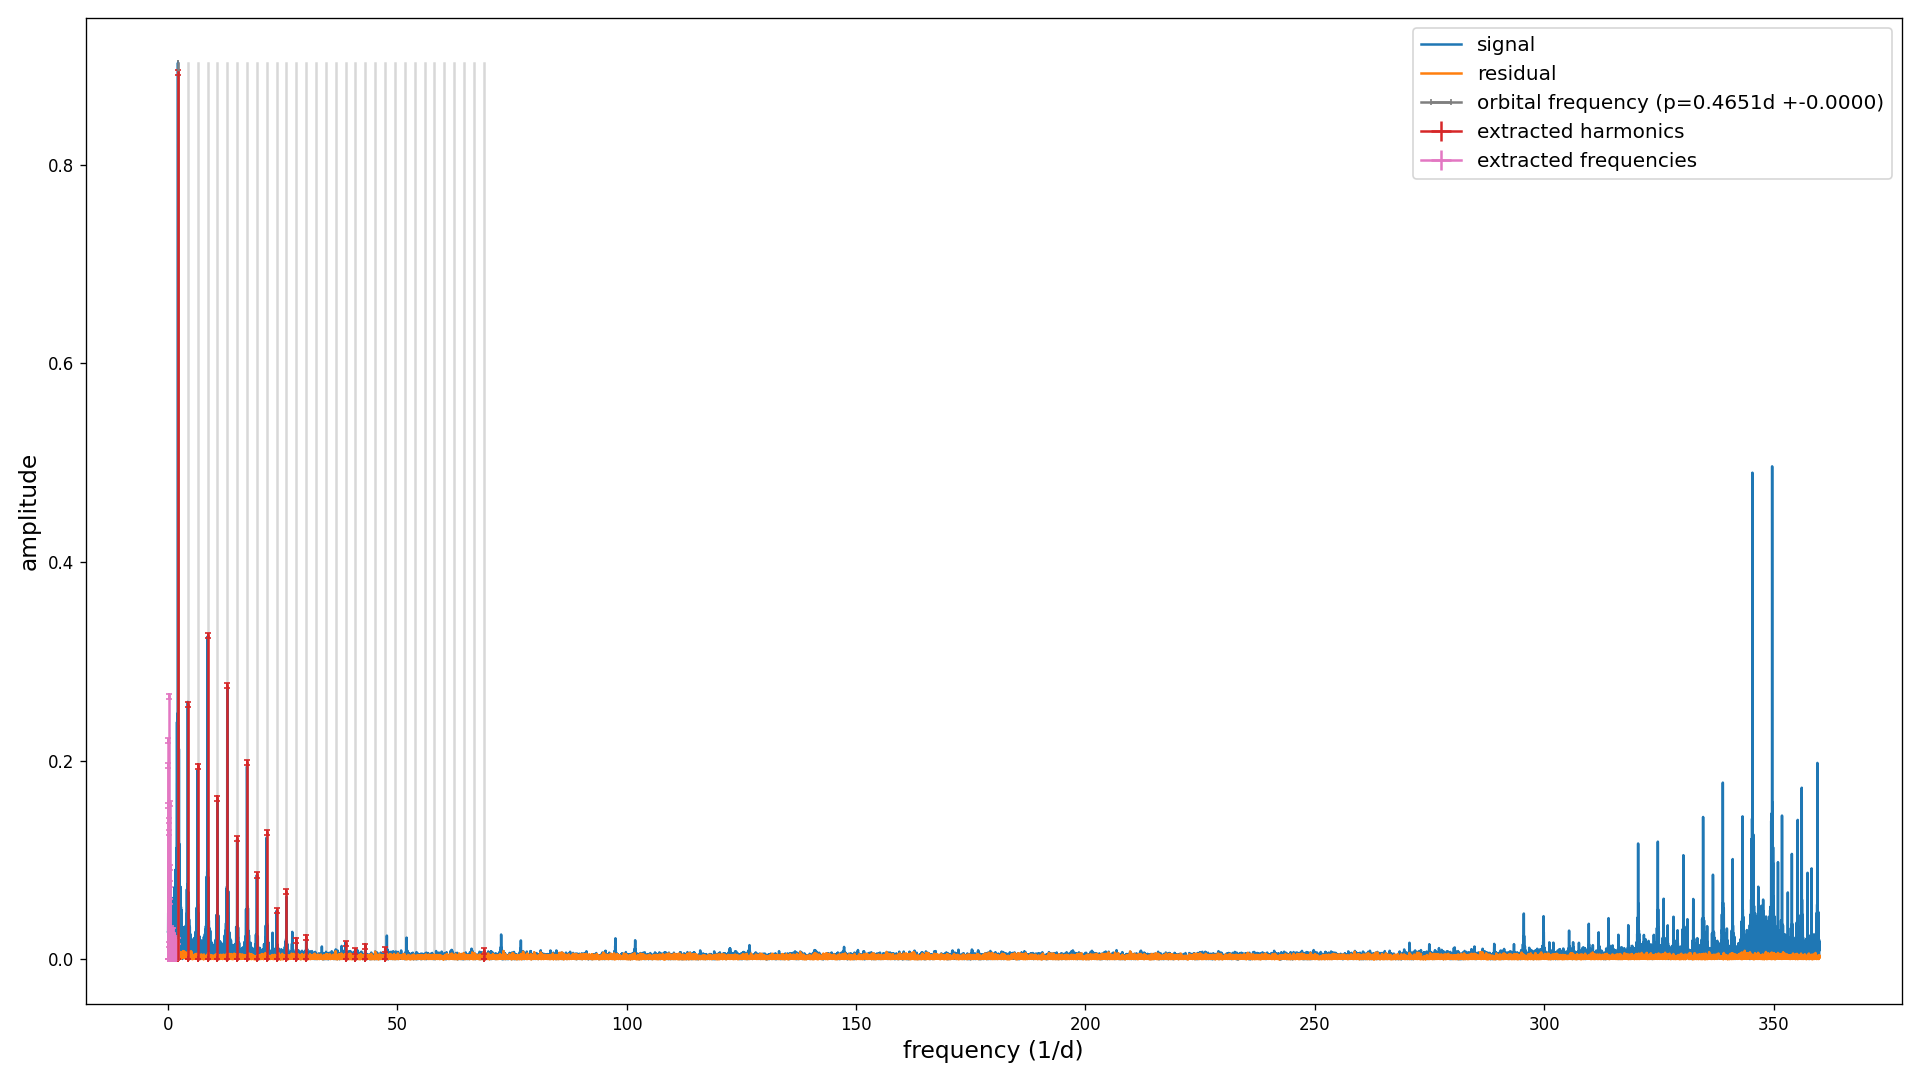 signal
residual
orbital frequency (p=0.4651d +-0.0000)
extracted harmonics
extracted frequencies
amplitude
0.8
0.6
0.4
0.2
0.0
0 50 100 150 200 250 300 350
frequency (1/d)